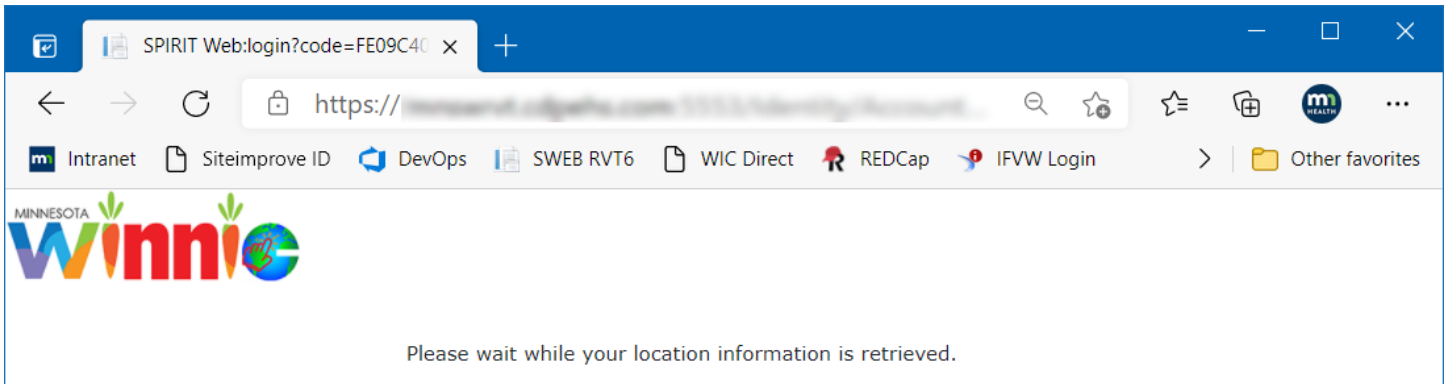 SPIRIT Web:login?code=FE09C40
https://
Intranet Siteimprove ID DevOps SWEB RVT6 WIC Direct REDCap IFVW Login Other favorites
MINNESOTA
winnie
Please wait while your location information is retrieved.